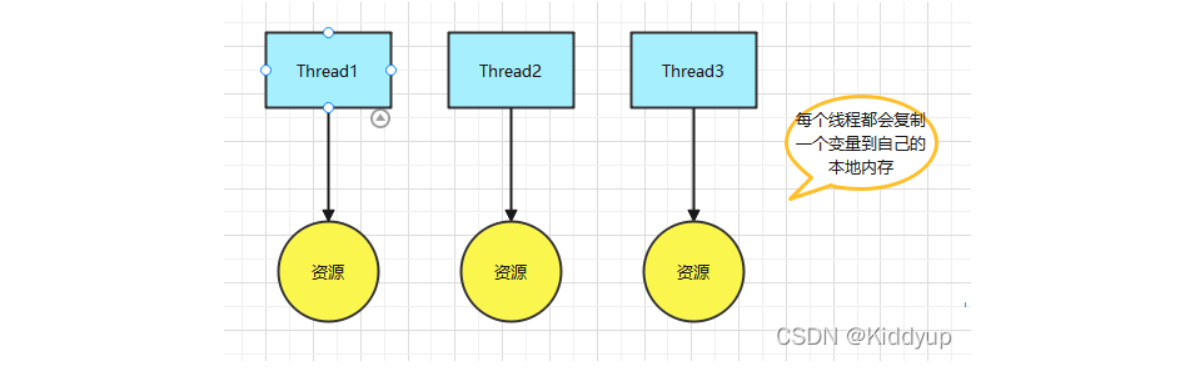 Thread1
Thread2
Thread3
每个线程都会复制
一个变量到自己的
本地内存
资源
资源
资源
CSDN @Kiddyup